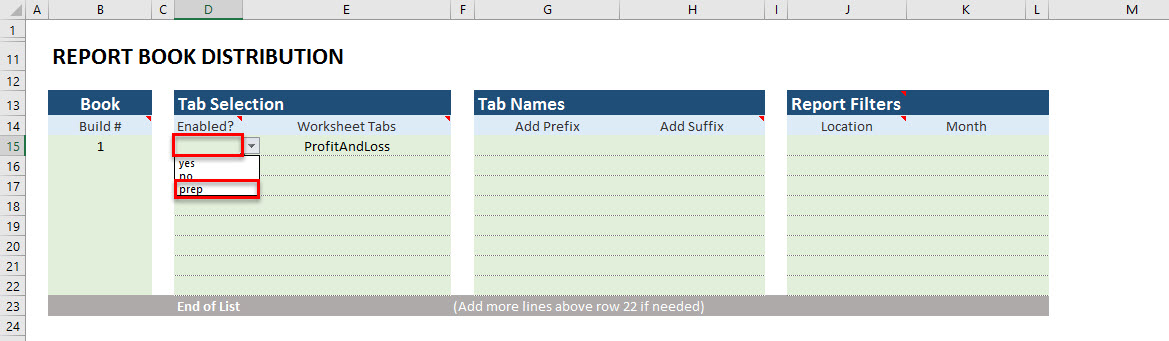 A B C D E F G H I J K L M
1
11 REPORT BOOK DISTRIBUTION
12
13 Book Tab Selection Tab Names Report Filters
14 Build # Enabled? Worksheet Tabs Add Prefix Add Suffix Location Month
15 1 ProfitAndLoss
16 yes
no
17 prep
18
19
20
21
22
23 End of List (Add more lines above row 22 if needed)
24